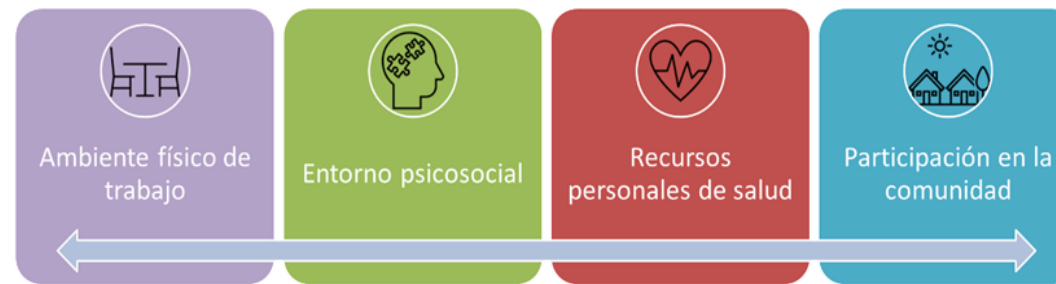 Ambiente físico de
trabajo
Entorno psicosocial
Recursos
personales de salud
Participación en la
comunidad